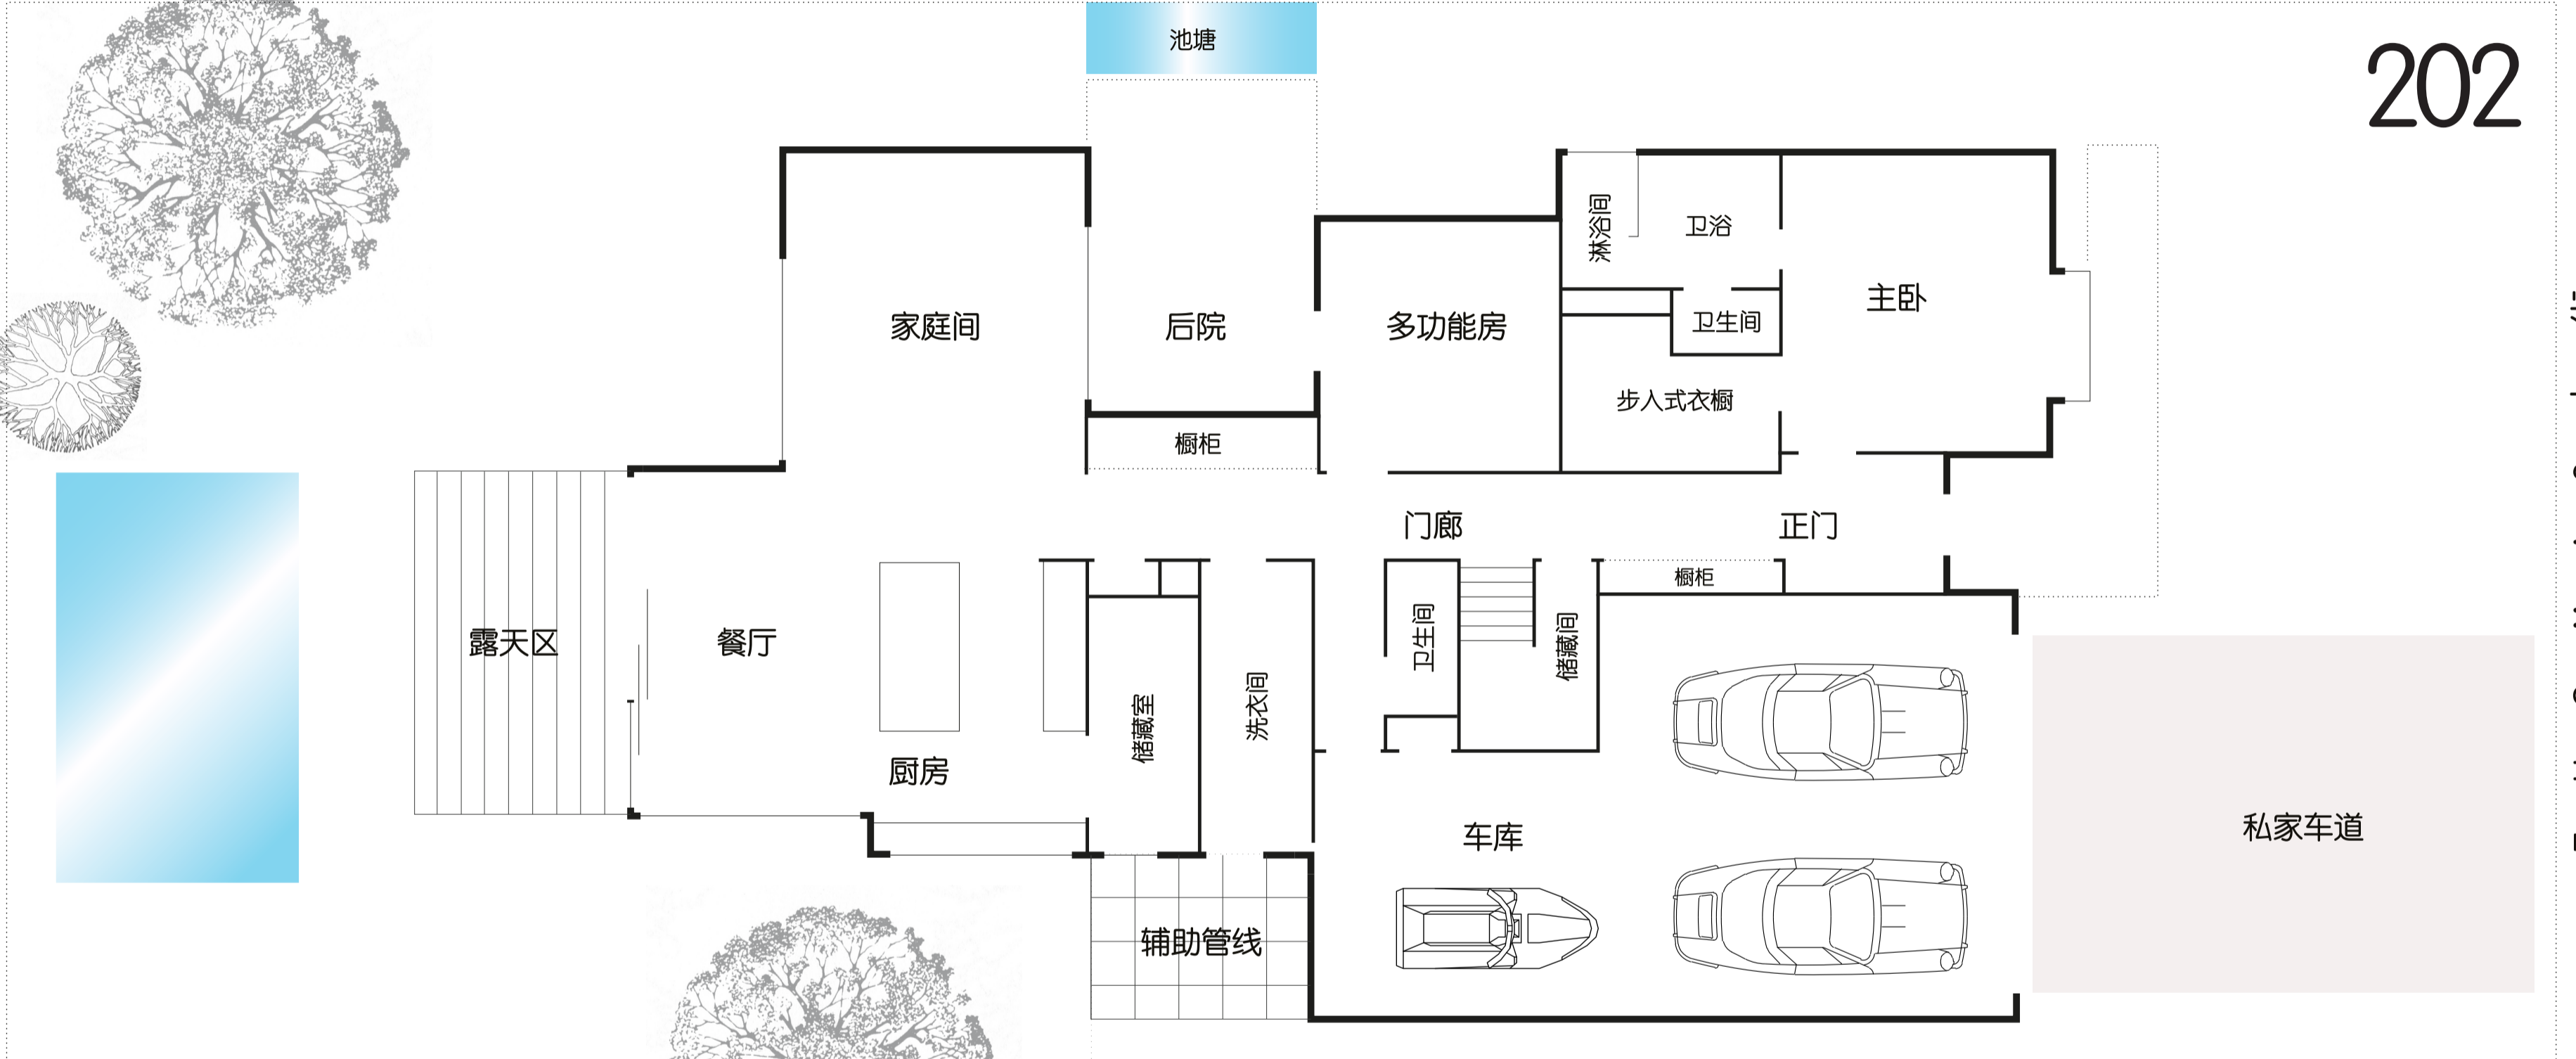 池塘
202
淋浴间
卫浴
家庭间
后院
多功能房
卫生间
主卧
步入式衣橱
橱柜
门廊
正门
橱柜
露天区
餐厅
卫生间
储藏间
储藏室
洗衣间
厨房
车库
私家车道
辅助管线